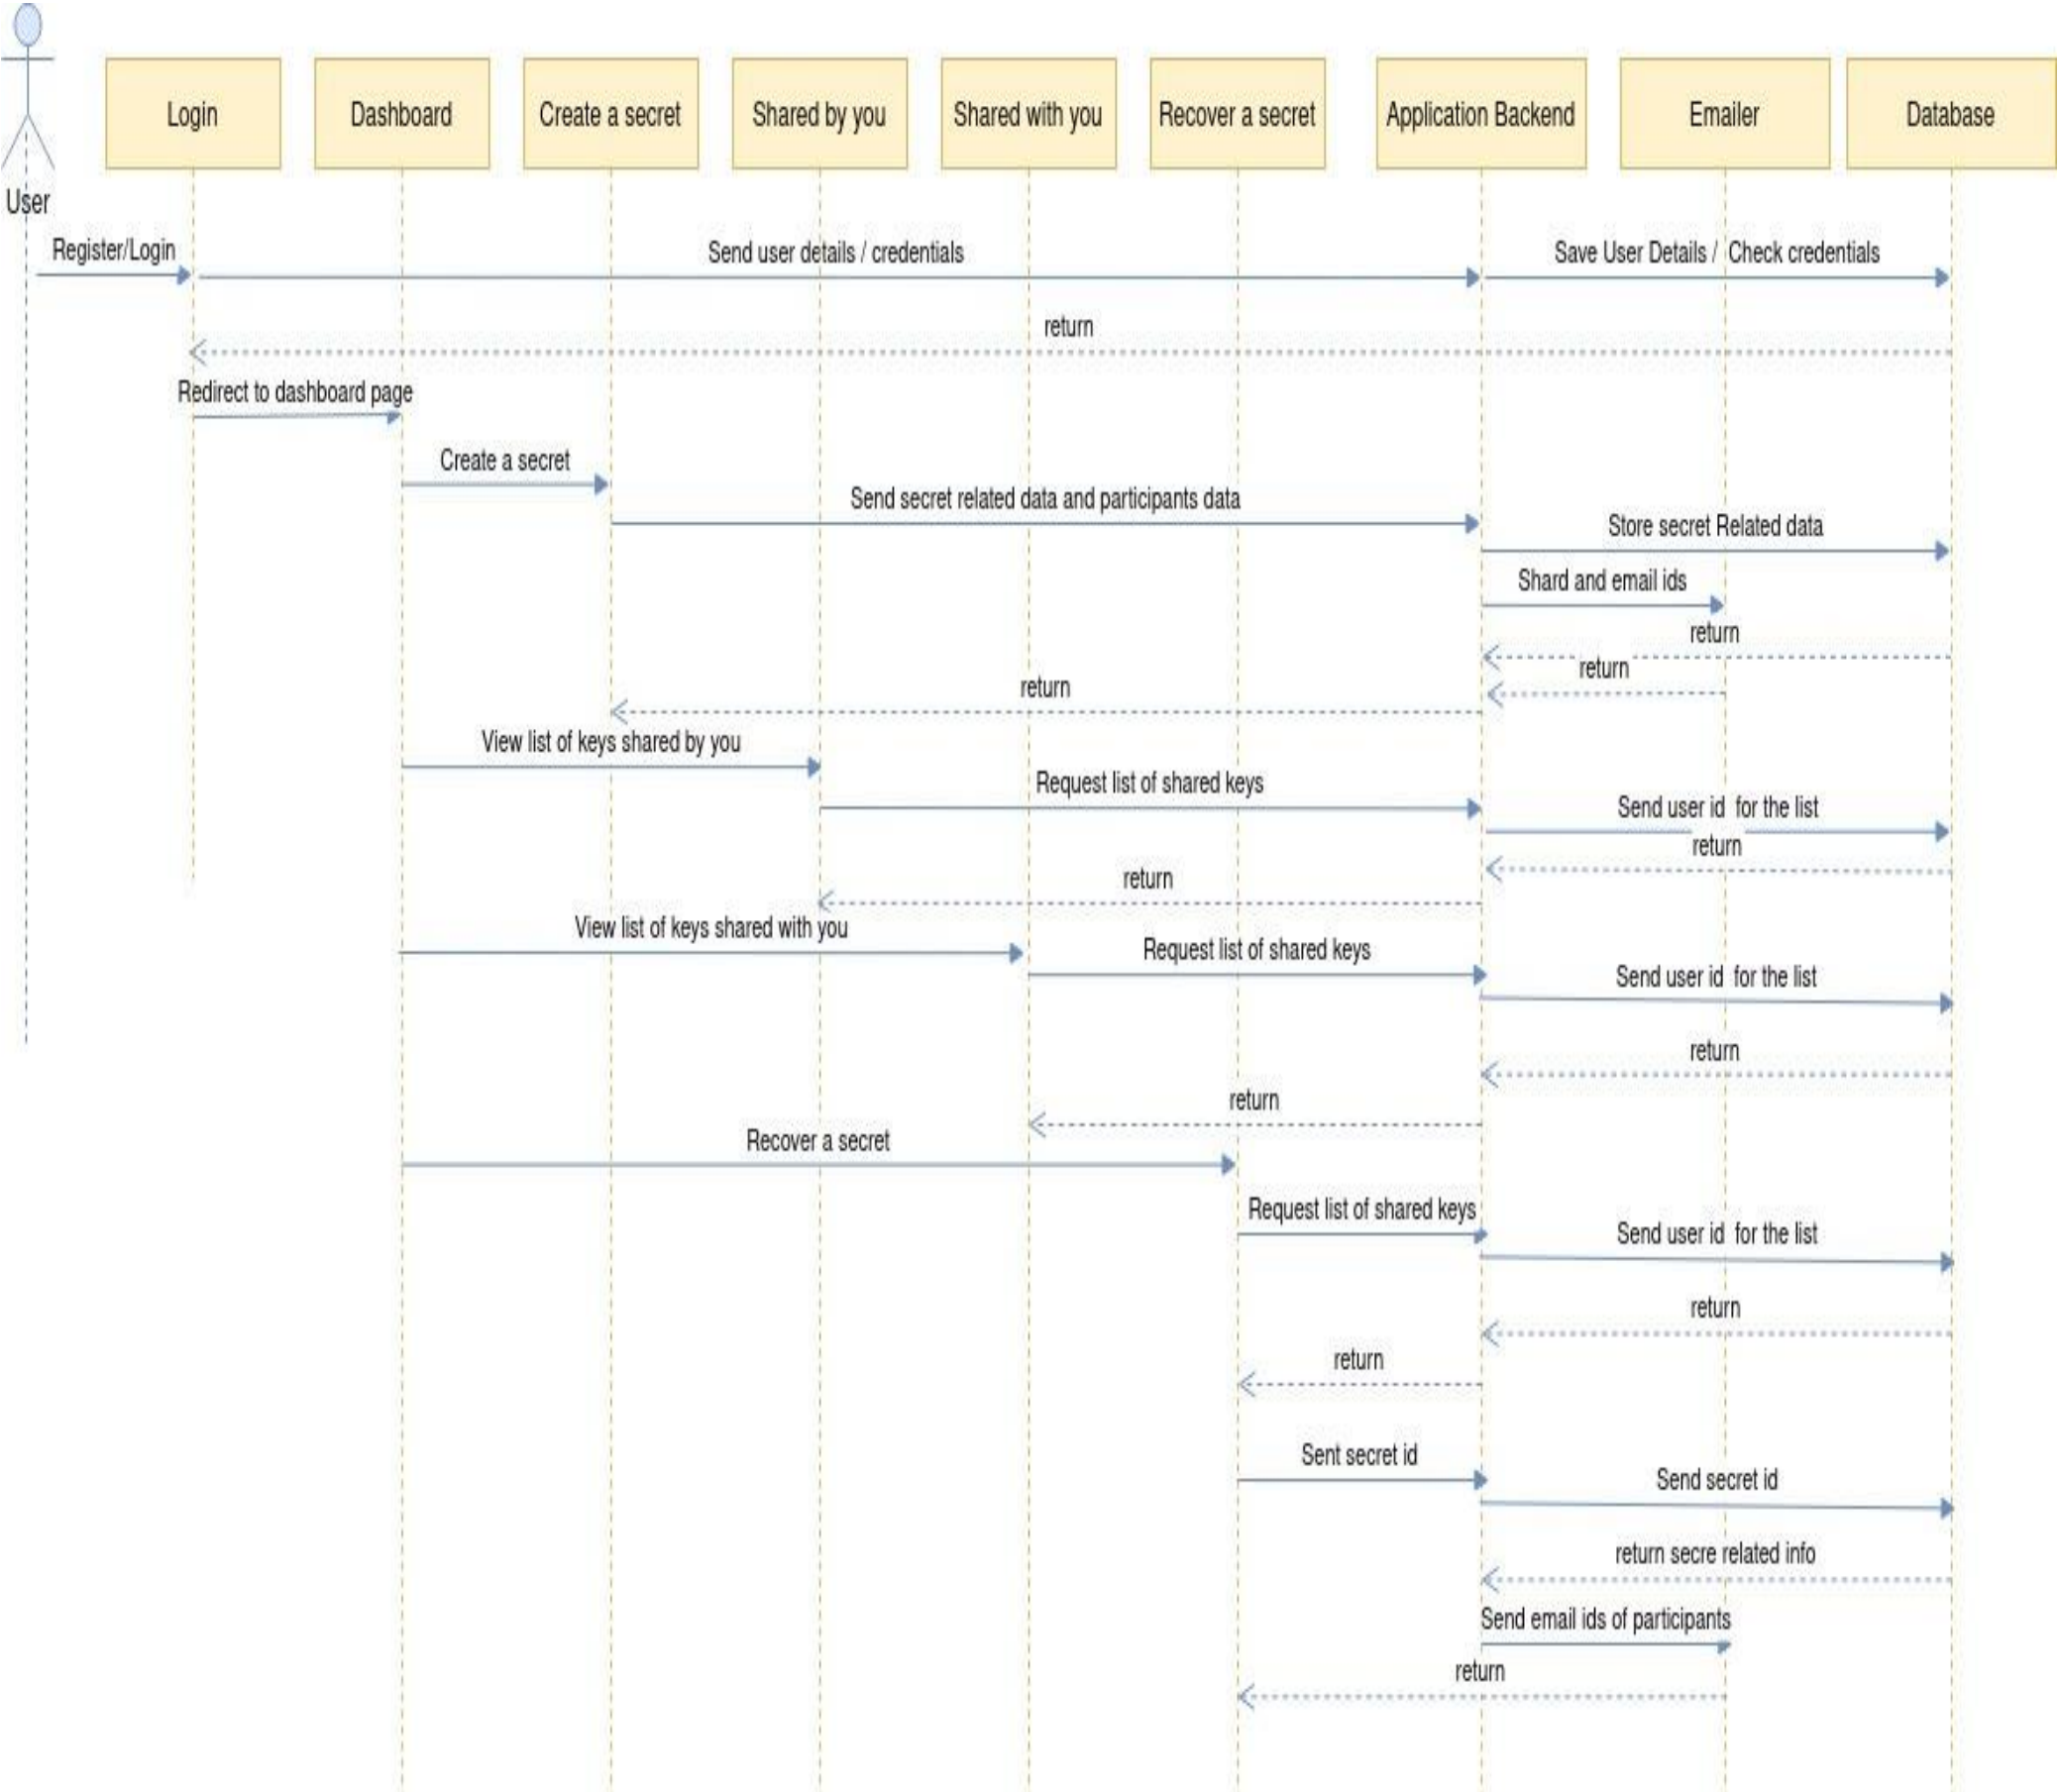 Login
Dashboard
Create a secret
Shared by you
Shared with you
Recover a secret
Application Backend
Emailer
Database
User
Register/Login
Send user details / credentials
Save User Details / Check credentials
return
Redirect to dashboard page
Create a secret
Send secret related data and participants data
Store secret Related data
Shard and email ids
return
return
return
View list of keys shared by you
Request list of shared keys
Send user id for the list
return
return
View list of keys shared with you
Request list of shared keys
Send user id for the list
return
return
Recover a secret
Request list of shared keys
Send user id for the list
return
return
Sent secret id
Send secret id
return secre related info
Send email ids of participants
return